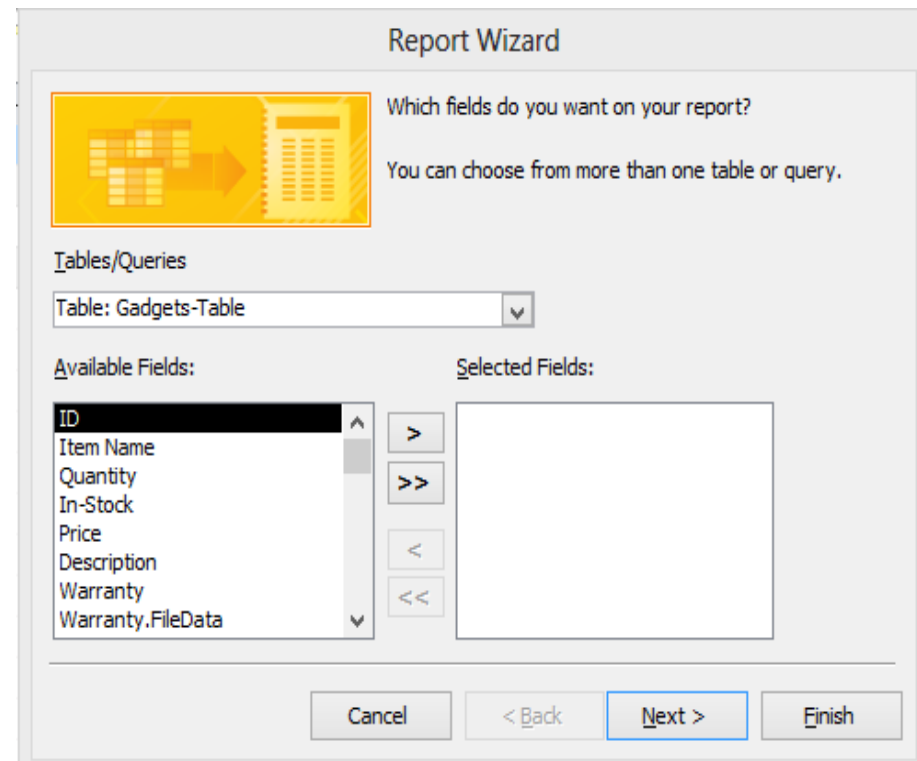 Report Wizard
Which fields do you want on your report?
You can choose from more than one table or query.
Tables/Queries
Table: Gadgets-Table
Available Fields:
Selected Fields:
ID
Item Name
Quantity
In-Stock
Price
Description
Warranty
Warranty.FileData
>
>>
<
<<
Cancel
< Back
Next >
Finish